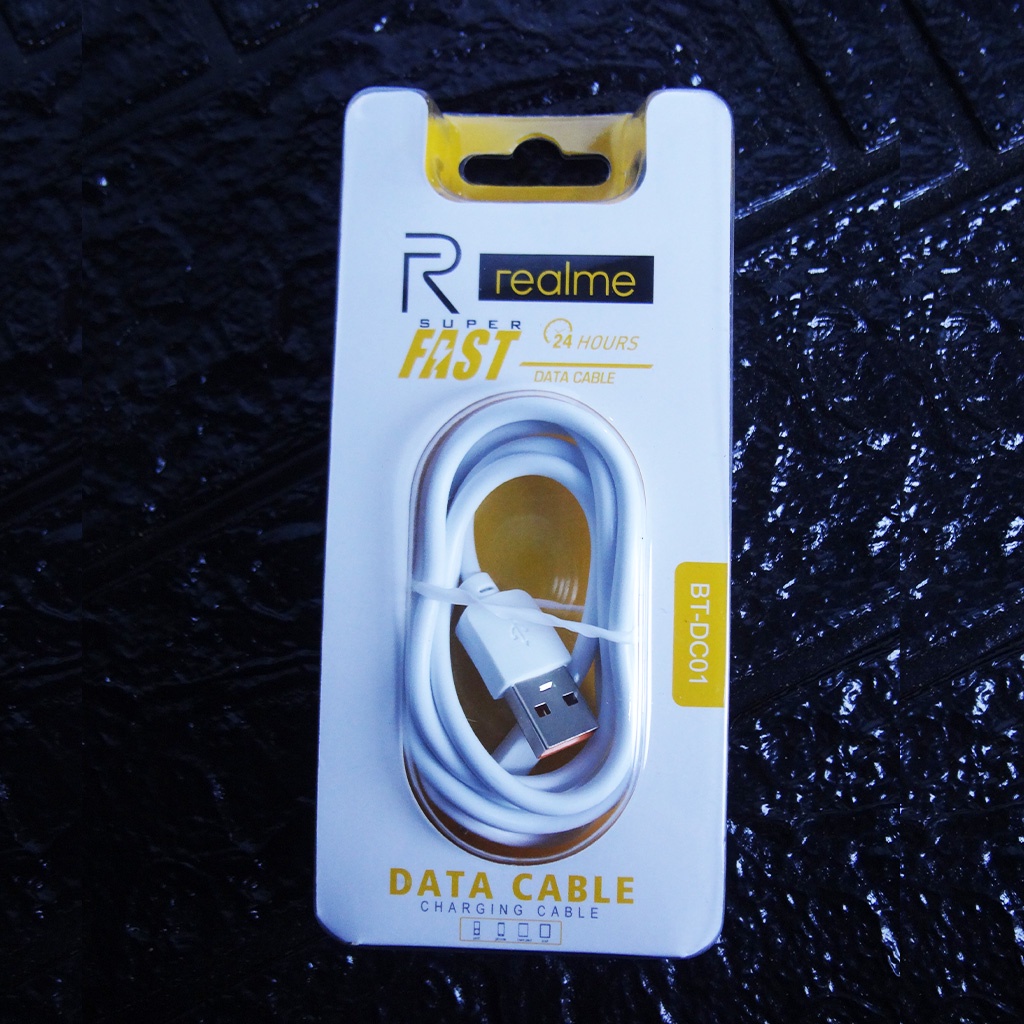 R realme
SUPER
FAST
24 HOURS
DATA CABLE
BT-DC01
DATA CABLE
CHARGING CABLE